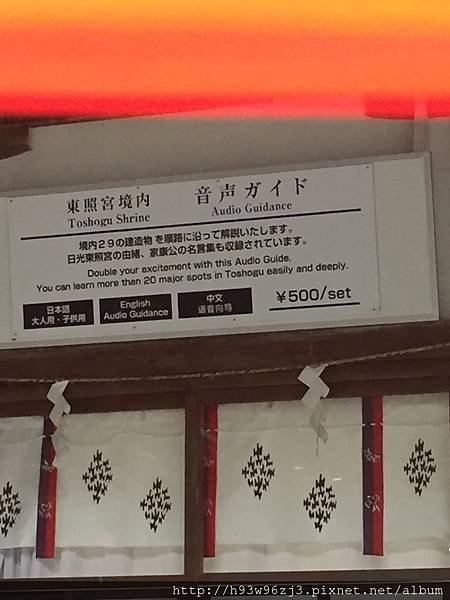 東照宮境内 音声ガイド
Toshogu Shrine Audio Guidance
境内29の建造物を順路に沿って解説いたします。
日光東照宮の由緒、家康公の名言集も収録されています。
Double your excitement with this Audio Guide.
You can learn more than 20 major spots in Toshogu easily and deeply.
日本語 English 中文
大人用・子供用 Audio Guidance 语音向导
¥500/set
http://h93w96zj3.pixnet.net/album